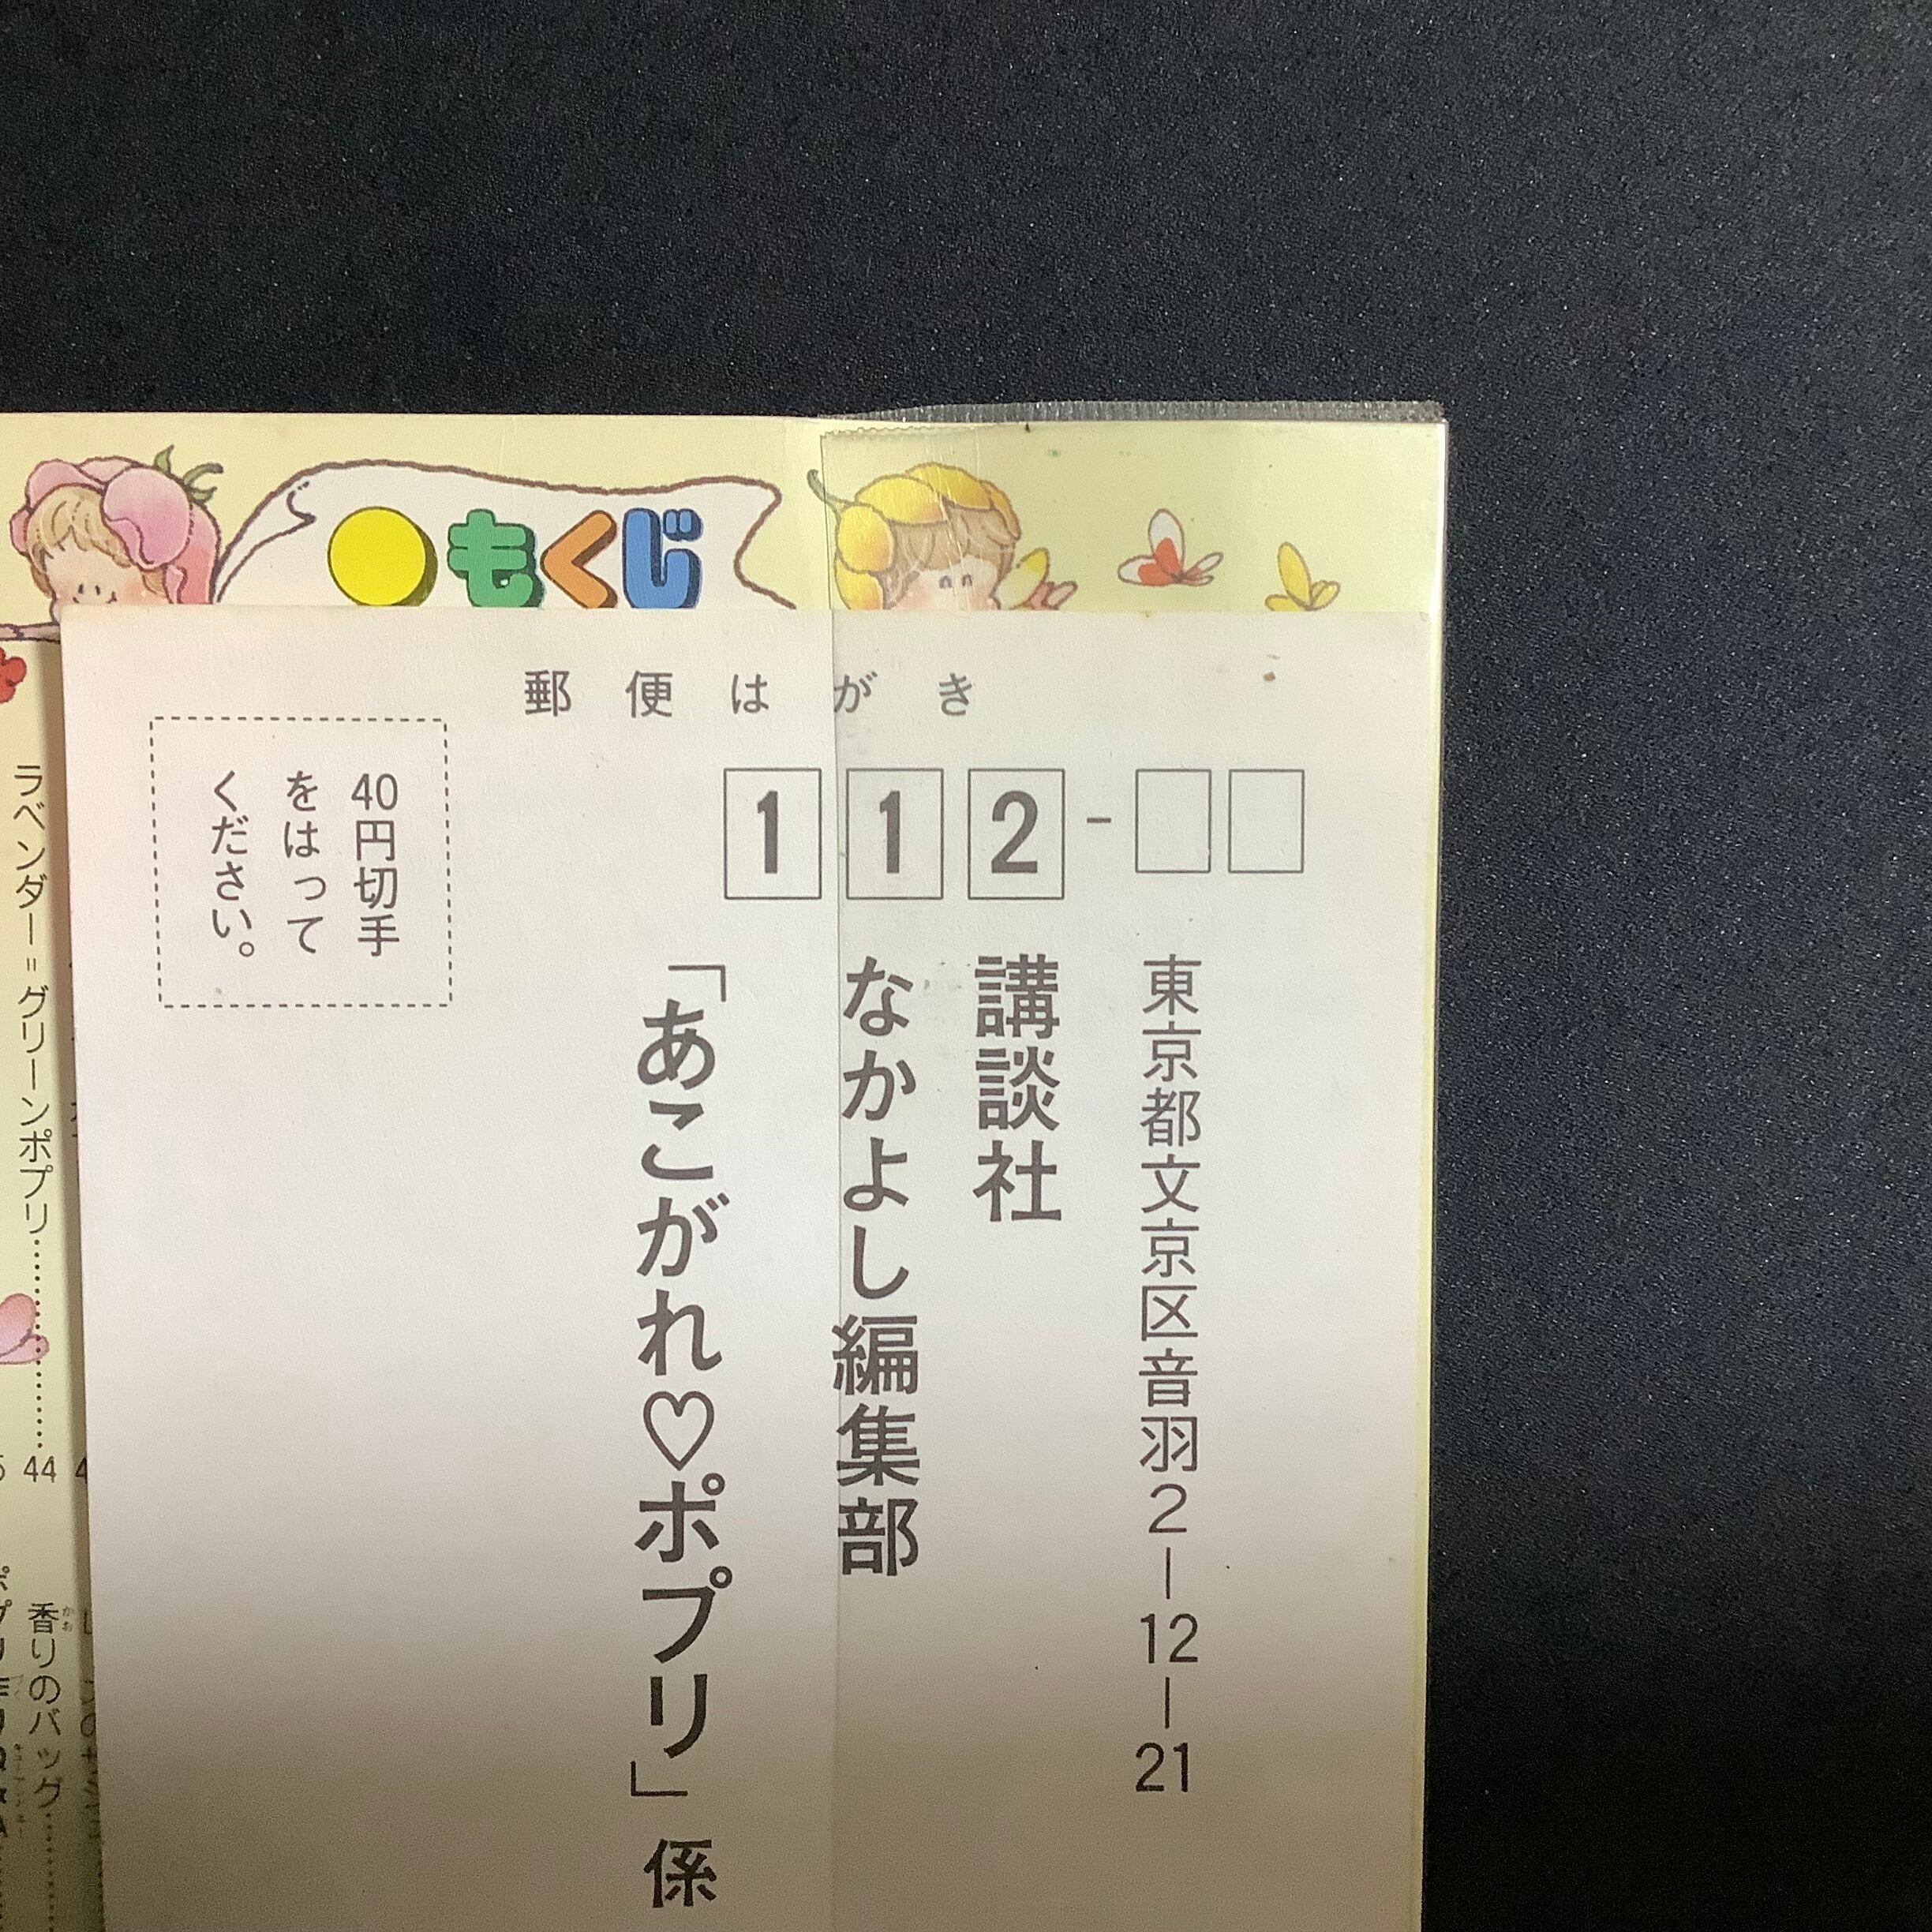 もくじ
郵便はがき
112-
東京都文京区音羽2-12-21
講談社
なかよし編集部
「あこがれ♡ポプリ」係
40円切手
をはって
ください。
香りのバッグ
かお
ラベンダー=グリーンポプリ
44